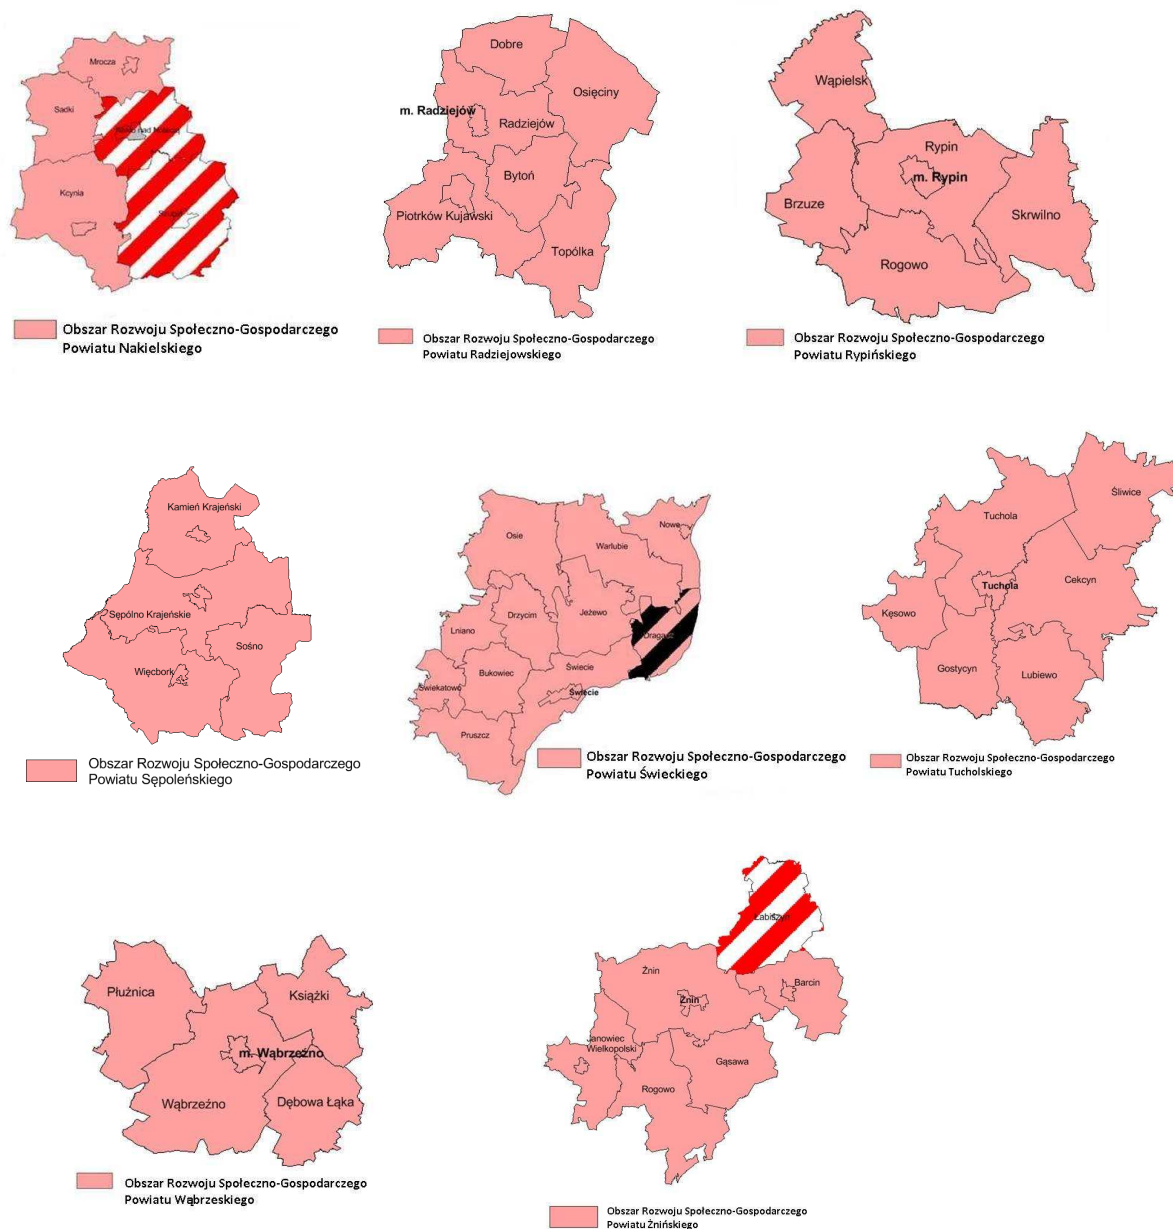 Mrocza
Sadki
Nakło nad Notecią
Kcynia
Szubin
Obszar Rozwoju Społeczno-Gospodarczego
Powiatu Nakielskiego
Dobre
Osięciny
m. Radziejów
Radziejów
Bytoń
Piotrków Kujawski
Topólka
Obszar Rozwoju Społeczno-Gospodarczego
Powiatu Radziejowskiego
Wąpielsk
Rypin
m. Rypin
Brzuze
Skrwilno
Rogowo
Obszar Rozwoju Społeczno-Gospodarczego
Powiatu Rypińskiego
Kamień Krajeński
Sępólno Krajeńskie
Sośno
Więcbork
Obszar Rozwoju Społeczno-Gospodarczego
Powiatu Sępoleńskiego
Nowe
Osie
Warlubie
Drzycim
Jeżewo
Lniano
Dragacz
Świecie
Bukowiec
Świekatowo
Świecie
Pruszcz
Obszar Rozwoju Społeczno-Gospodarczego
Powiatu Świeckiego
Śliwice
Tuchola
Cekcyn
Tuchola
Kęsowo
Gostycyn
Lubiewo
Obszar Rozwoju Społeczno-Gospodarczego
Powiatu Tucholskiego
Płużnica
Książki
m. Wąbrzeźno
Wąbrzeźno
Dębowa Łąka
Obszar Rozwoju Społeczno-Gospodarczego
Powiatu Wąbrzeskiego
Łabiszyn
Żnin
Barcin
Żnin
Janowiec
Wielkopolski
Gąsawa
Rogowo
Obszar Rozwoju Społeczno-Gospodarczego
Powiatu Żnińskiego